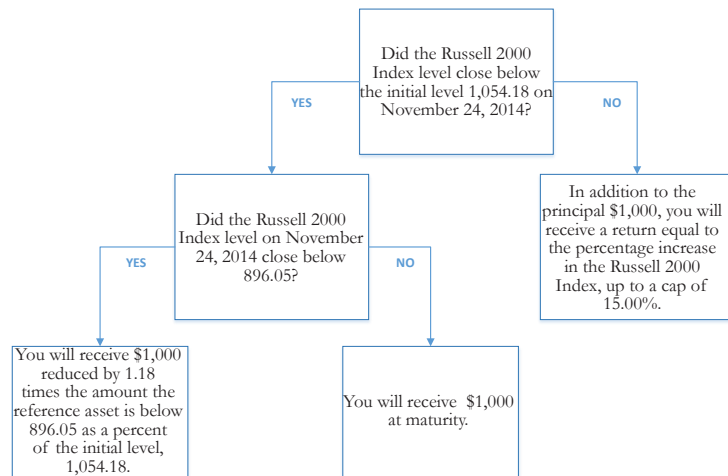 Did the Russell 2000
Index level close below
the initial level 1,054.18 on
November 24, 2014?
YES
NO
Did the Russell 2000
Index level on November
24, 2014 close below
896.05?
In addition to the
principal $1,000, you will
receive a return equal to
the percentage increase
in the Russell 2000
Index, up to a cap of
15.00%.
YES
NO
You will receive $1,000
reduced by 1.18
times the amount the
reference asset is below
896.05 as a percent
of the initial level,
1,054.18.
You will receive $1,000
at maturity.